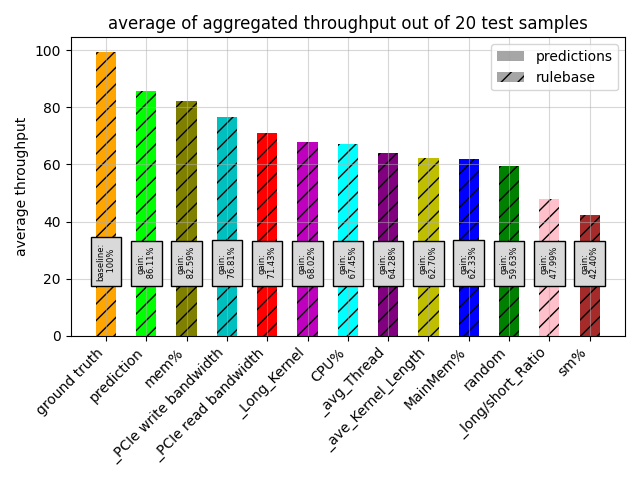 average of aggregated throughput out of 20 test samples
predictions
rulebase
average throughput
100
80
60
40
20
0
baseline:
100%
gain:
86.11%
gain:
82.59%
gain:
76.81%
gain:
71.43%
gain:
68.02%
gain:
67.45%
gain:
64.28%
gain:
62.70%
gain:
62.33%
gain:
59.63%
gain:
47.99%
gain:
42.40%
ground truth
prediction
mem%
_PCIe write bandwidth
_PCIe read bandwidth
_Long_Kernel
CPU%
_avg_Thread
_ave_Kernel_Length
MainMem%
random
_long/short_Ratio
sm%